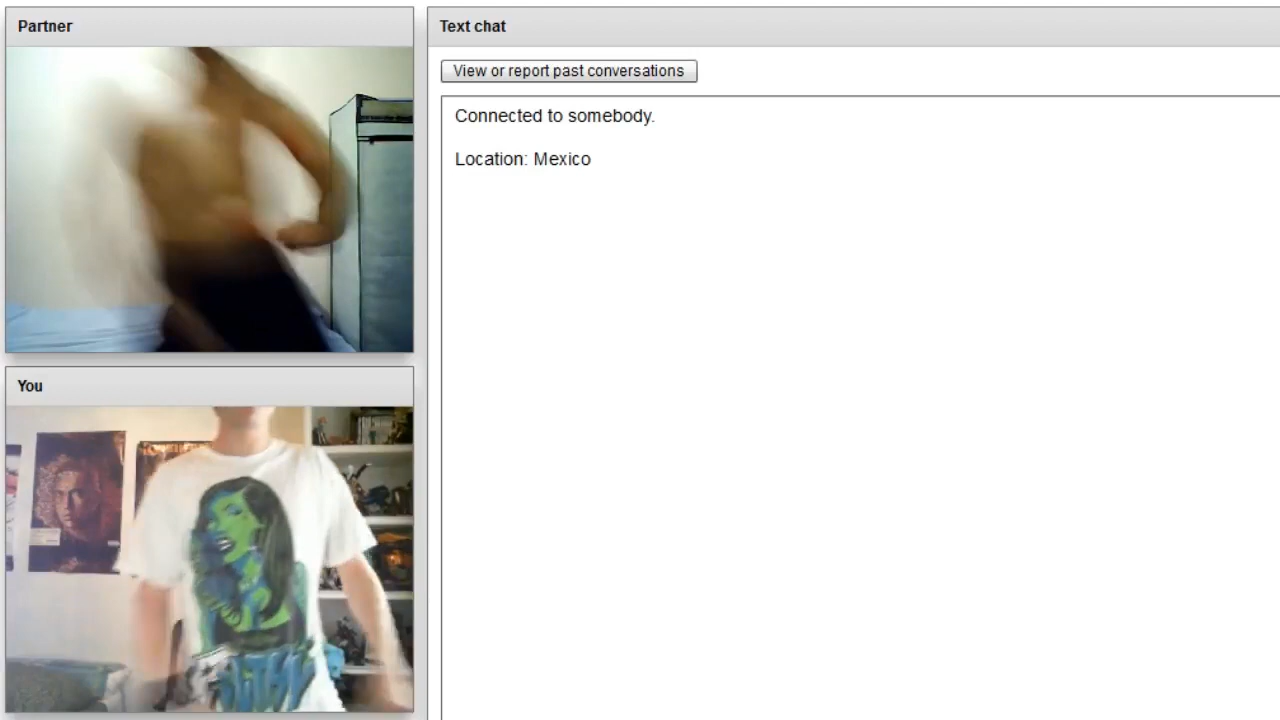 Partner
Text chat
View or report past conversations
Connected to somebody.
Location: Mexico
You